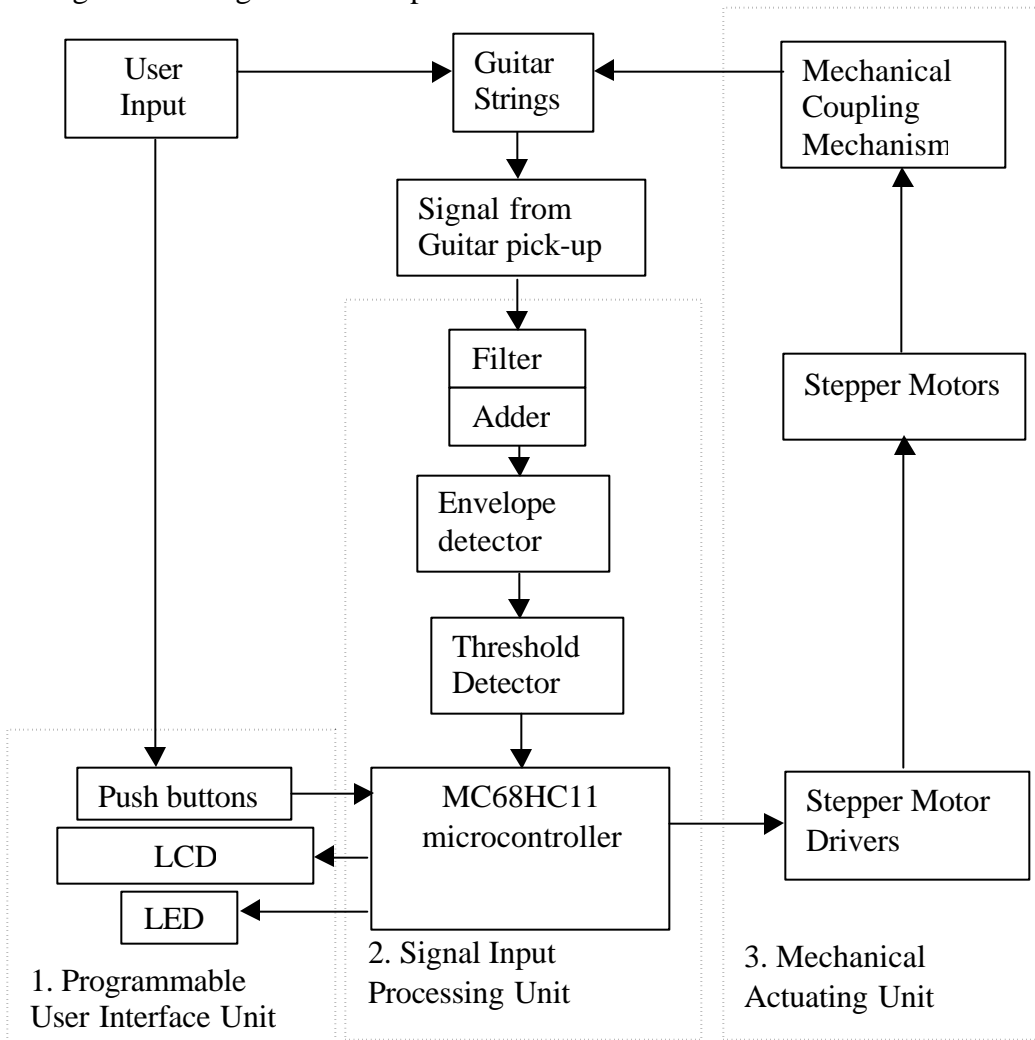 User
Input
Guitar
Strings
Mechanical
Coupling
Mechanism
Signal from
Guitar pick-up
Filter
Adder
Stepper Motors
Envelope
detector
Threshold
Detector
Push buttons
LCD
LED
MC68HC11
microcontroller
Stepper Motor
Drivers
1. Programmable
User Interface Unit
2. Signal Input
Processing Unit
3. Mechanical
Actuating Unit